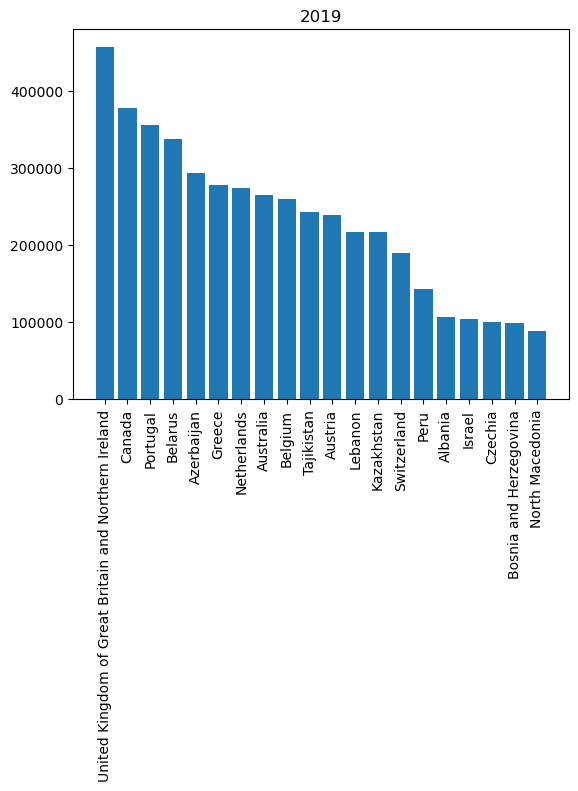 2019
400000
300000
200000
100000
0
United Kingdom of Great Britain and Northern Ireland
Canada
Portugal
Belarus
Azerbaijan
Greece
Netherlands
Australia
Belgium
Tajikistan
Austria
Lebanon
Kazakhstan
Switzerland
Peru
Albania
Israel
Czechia
Bosnia and Herzegovina
North Macedonia